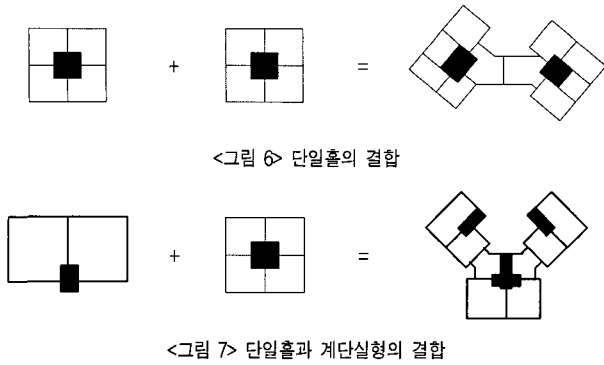 + =
<그림 6> 단일홀의 결합
+ =
<그림 7> 단일홀과 계단실형의 결합